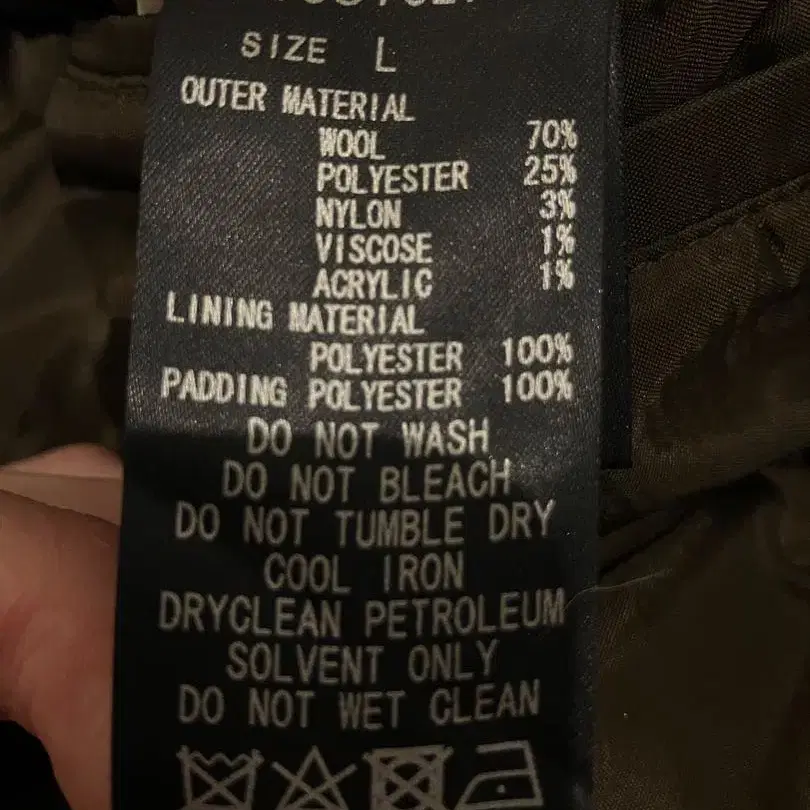 SIZE L
OUTER MATERIAL
WOOL 70%
POLYESTER 25%
NYLON 3%
VISCOSE 1%
ACRYLIC 1%
LINING MATERIAL
POLYESTER 100%
PADDING POLYESTER 100%
DO NOT WASH
DO NOT BLEACH
DO NOT TUMBLE DRY
COOL IRON
DRYCLEAN PETROLEUM
SOLVENT ONLY
DO NOT WET CLEAN